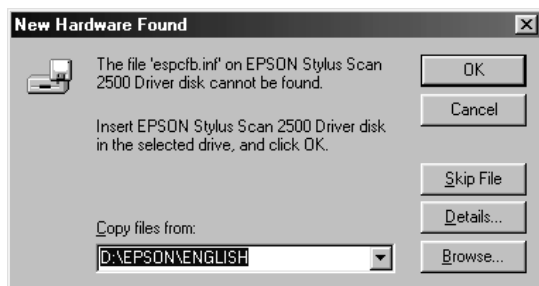 New Hardware Found
The file 'espcfb.inf' on EPSON Stylus Scan
2500 Driver disk cannot be found.
Insert EPSON Stylus Scan 2500 Driver disk
in the selected drive, and click OK.
Copy files from:
D:\EPSON\ENGLISH
OK
Cancel
Skip File
Details...
Browse...